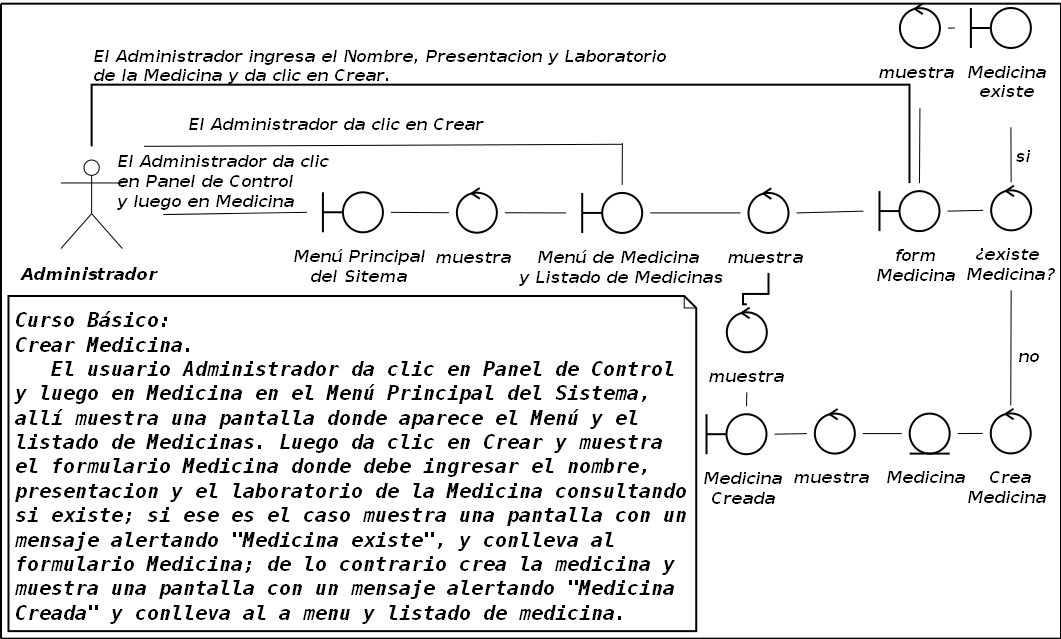 El Administrador ingresa el Nombre, Presentacion y Laboratorio
de la Medicina y da clic en Crear.
muestra
Medicina
existe
El Administrador da clic en Crear
si
El Administrador da clic
en Panel de Control
y luego en Medicina
Administrador
Menú Principal
del Sitema
muestra
Menú de Medicina
y Listado de Medicinas
muestra
form
Medicina
¿existe
Medicina?
no
muestra
Medicina
Creada
muestra
Medicina
Crea
Medicina
Curso Básico:
Crear Medicina.
El usuario Administrador da clic en Panel de Control
y luego en Medicina en el Menú Principal del Sistema,
allí muestra una pantalla donde aparece el Menú y el
listado de Medicinas. Luego da clic en Crear y muestra
el formulario Medicina donde debe ingresar el nombre,
presentacion y el laboratorio de la Medicina consultando
si existe; si ese es el caso muestra una pantalla con un
mensaje alertando "Medicina existe", y conlleva al
formulario Medicina; de lo contrario crea la medicina y
muestra una pantalla con un mensaje alertando "Medicina
Creada" y conlleva al a menu y listado de medicina.